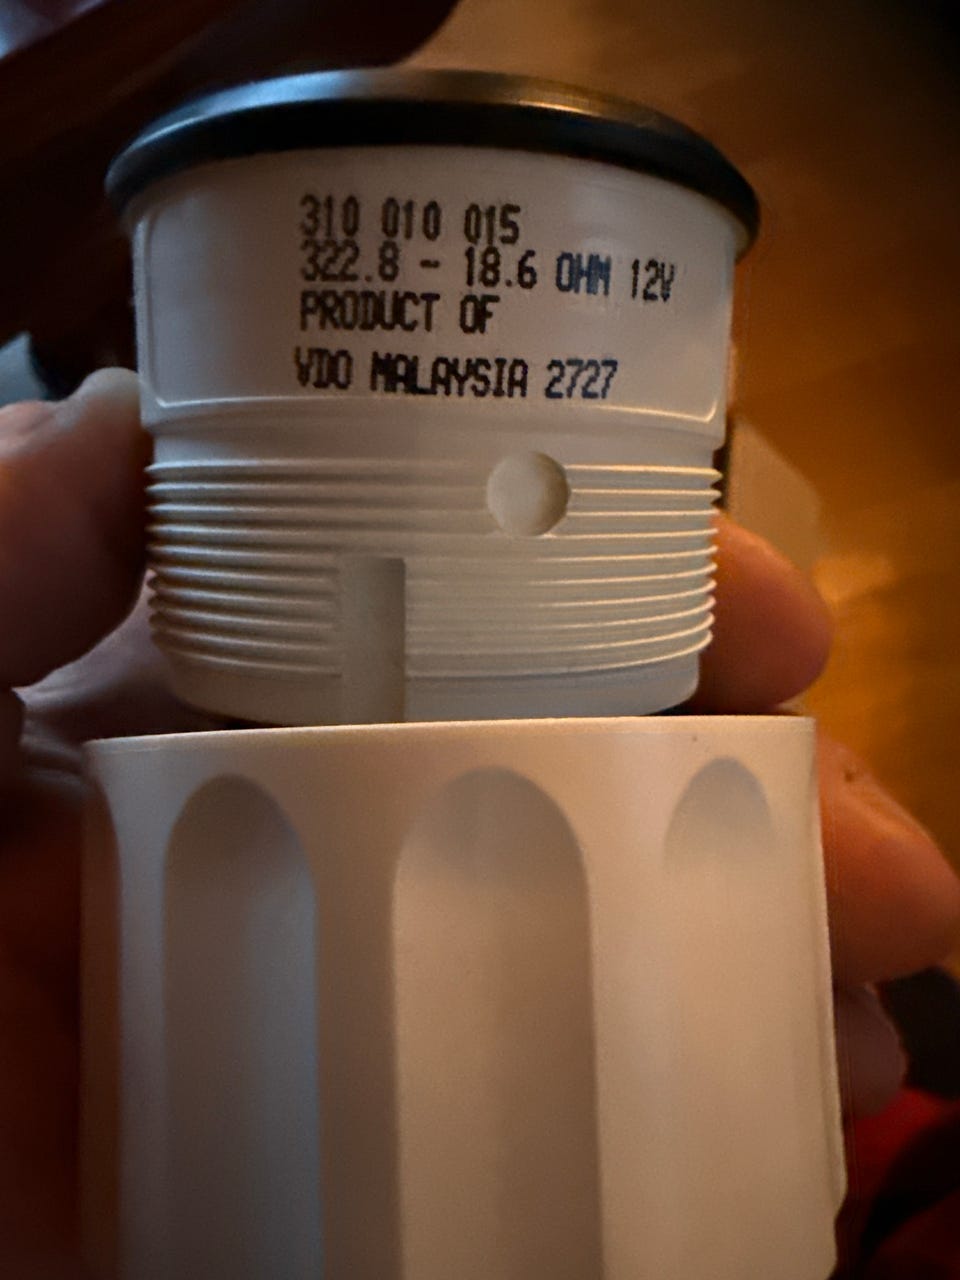 310 010 015
322.8 - 18.6 OHM 12V
PRODUCT OF
VDO MALAYSIA 2727